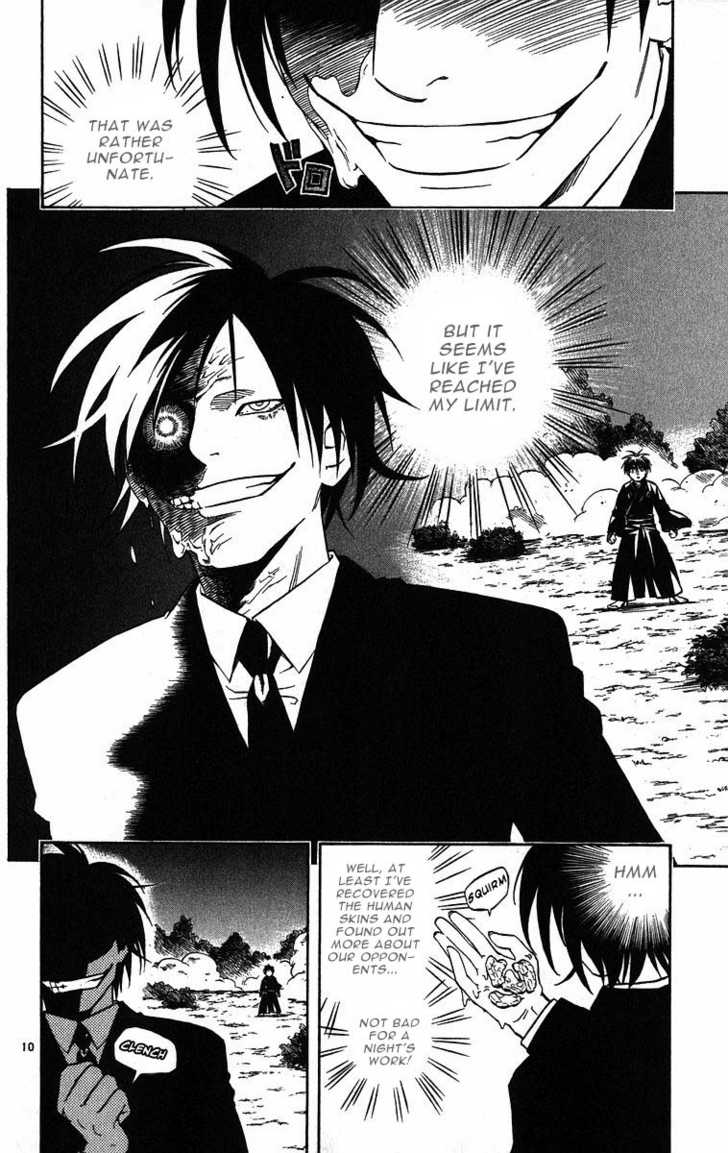 THAT WAS
RATHER
UNFORTU-
NATE.
ドロ
BUT IT
SEEMS
LIKE I'VE
REACHED
MY LIMIT.
HMM
...
SQUIRM
WELL, AT
LEAST I'VE
RECOVERED
THE HUMAN
SKINS AND
FOUND OUT
MORE ABOUT
OUR OPPON-
ENTS...
NOT BAD
FOR A
NIGHT'S
WORK!
CLENCH
10